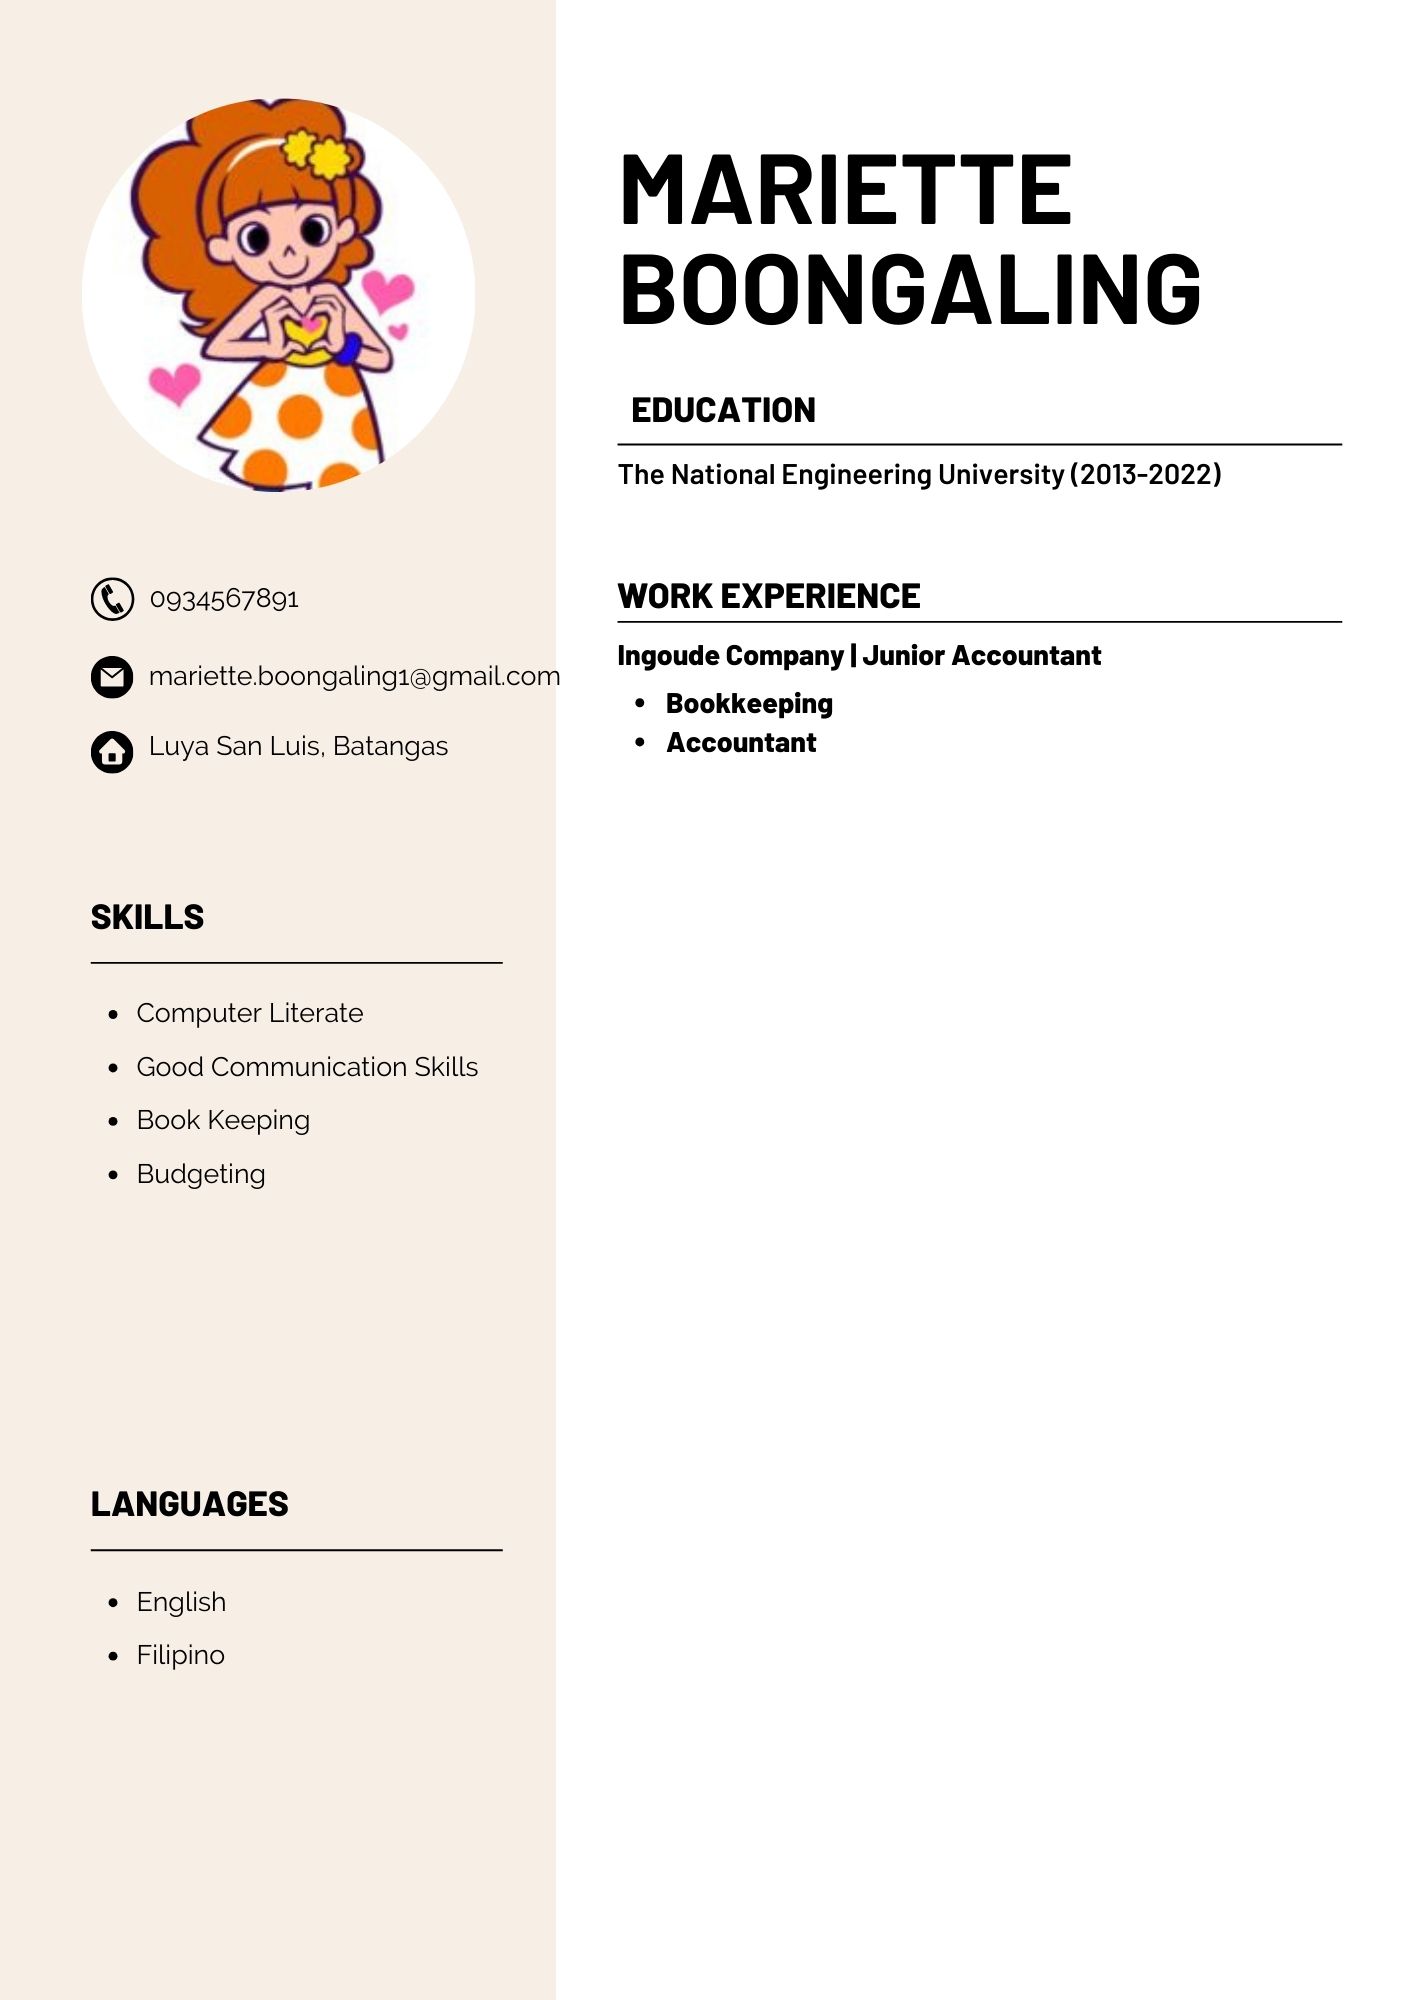 MARIETTE
BOONGALING
EDUCATION
The National Engineering University (2013-2022)
WORK EXPERIENCE
Ingoude Company | Junior Accountant
• Bookkeeping
• Accountant
0934567891
mariette.boongaling1@gmail.com
Luya San Luis, Batangas
SKILLS
• Computer Literate
• Good Communication Skills
• Book Keeping
• Budgeting
LANGUAGES
• English
• Filipino